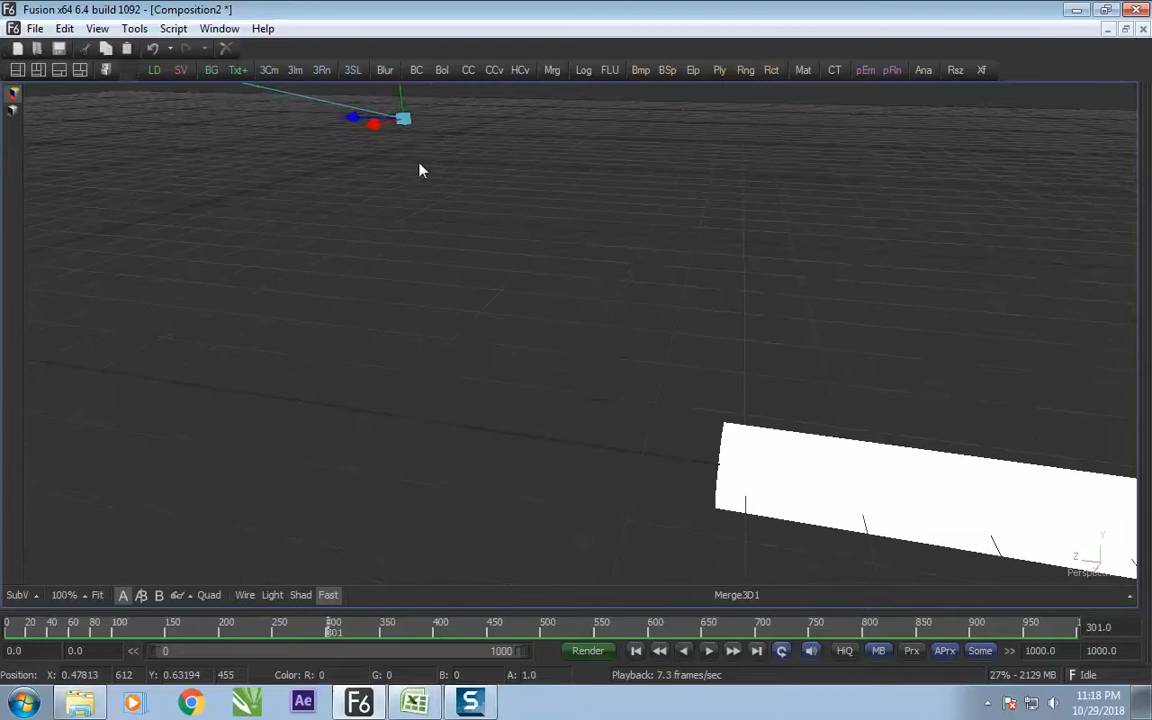 Fusion x64 6.4 build 1092 - [Composition2 *]
File Edit View Tools Script Window Help
LD SV BG Txt+ 3Cm 3Im 3Rn 3SL Blur BC Bol CC CCv HCv Mrg Log FLU Bmp BSp Elp Ply Rng Rct Mat CT pEm pRn Ana Rsz Xf
Y
Z
SubV 100% Fit A A/B B Quad Wire Light Shad Fast Merge3D1
0 20 40 60 80 100 150 200 250 300 350 400 450 500 550 600 650 700 750 800 850 900 950 1 301.0
301
0.0 0.0 << 0 1000 Render HiQ MB Prx APrx Some >> 1000.0 1000.0
Position: X: 0.47813 612 Y: 0.63194 455 Color: R: 0 G: 0 B: 0 A: 1.0 Playback: 7.3 frames/sec 27% - 2129 MB Idle
Ae F6 S 11:18 PM
10/29/2018